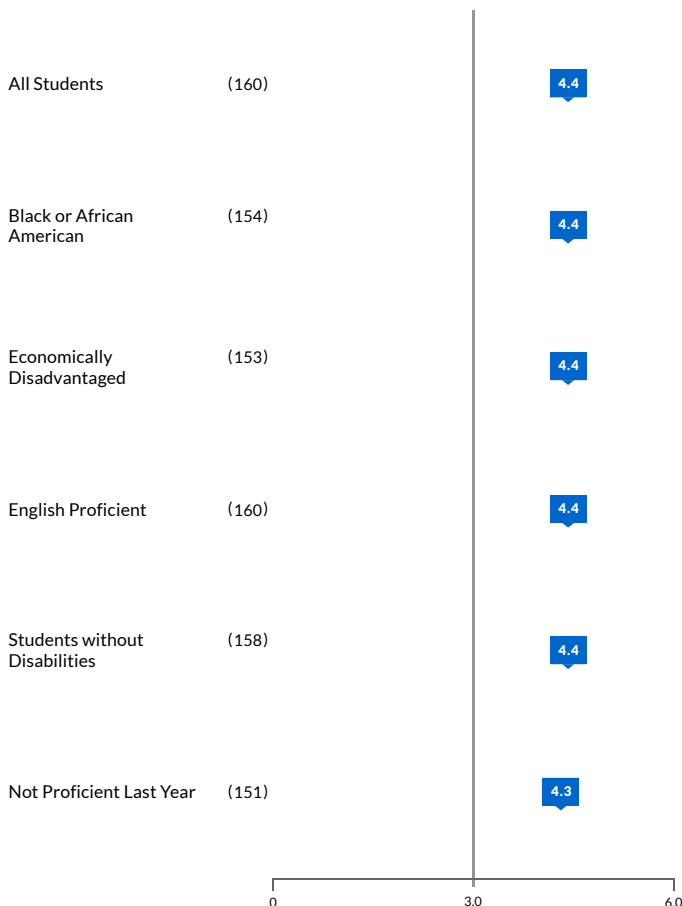 All Students (160) 4.4
Black or African (154)
American
4.4
Economically (153)
Disadvantaged
4.4
English Proficient (160) 4.4
Students without (158)
Disabilities
4.4
Not Proficient Last Year (151) 4.3
0 3.0 6.0